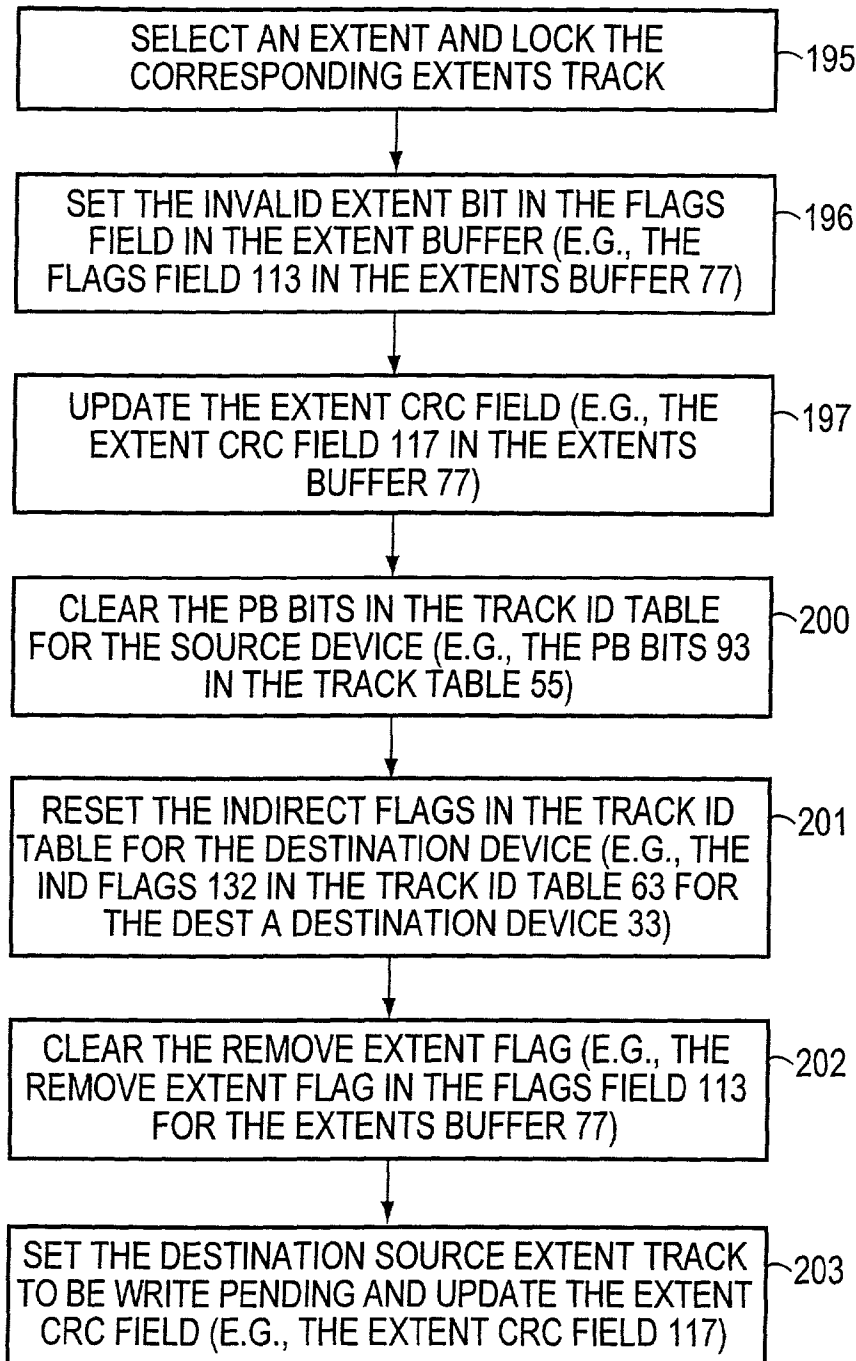 SELECT AN EXTENT AND LOCK THE
CORRESPONDING EXTENTS TRACK
195
SET THE INVALID EXTENT BIT IN THE FLAGS
FIELD IN THE EXTENT BUFFER (E.G., THE
FLAGS FIELD 113 IN THE EXTENTS BUFFER 77)
196
UPDATE THE EXTENT CRC FIELD (E.G., THE
EXTENT CRC FIELD 117 IN THE EXTENTS
BUFFER 77)
197
CLEAR THE PB BITS IN THE TRACK ID TABLE
FOR THE SOURCE DEVICE (E.G., THE PB BITS 93
IN THE TRACK TABLE 55)
200
RESET THE INDIRECT FLAGS IN THE TRACK ID
TABLE FOR THE DESTINATION DEVICE (E.G., THE
IND FLAGS 132 IN THE TRACK ID TABLE 63 FOR
THE DEST A DESTINATION DEVICE 33)
201
CLEAR THE REMOVE EXTENT FLAG (E.G., THE
REMOVE EXTENT FLAG IN THE FLAGS FIELD 113
FOR THE EXTENTS BUFFER 77)
202
SET THE DESTINATION SOURCE EXTENT TRACK
TO BE WRITE PENDING AND UPDATE THE EXTENT
CRC FIELD (E.G., THE EXTENT CRC FIELD 117)
203